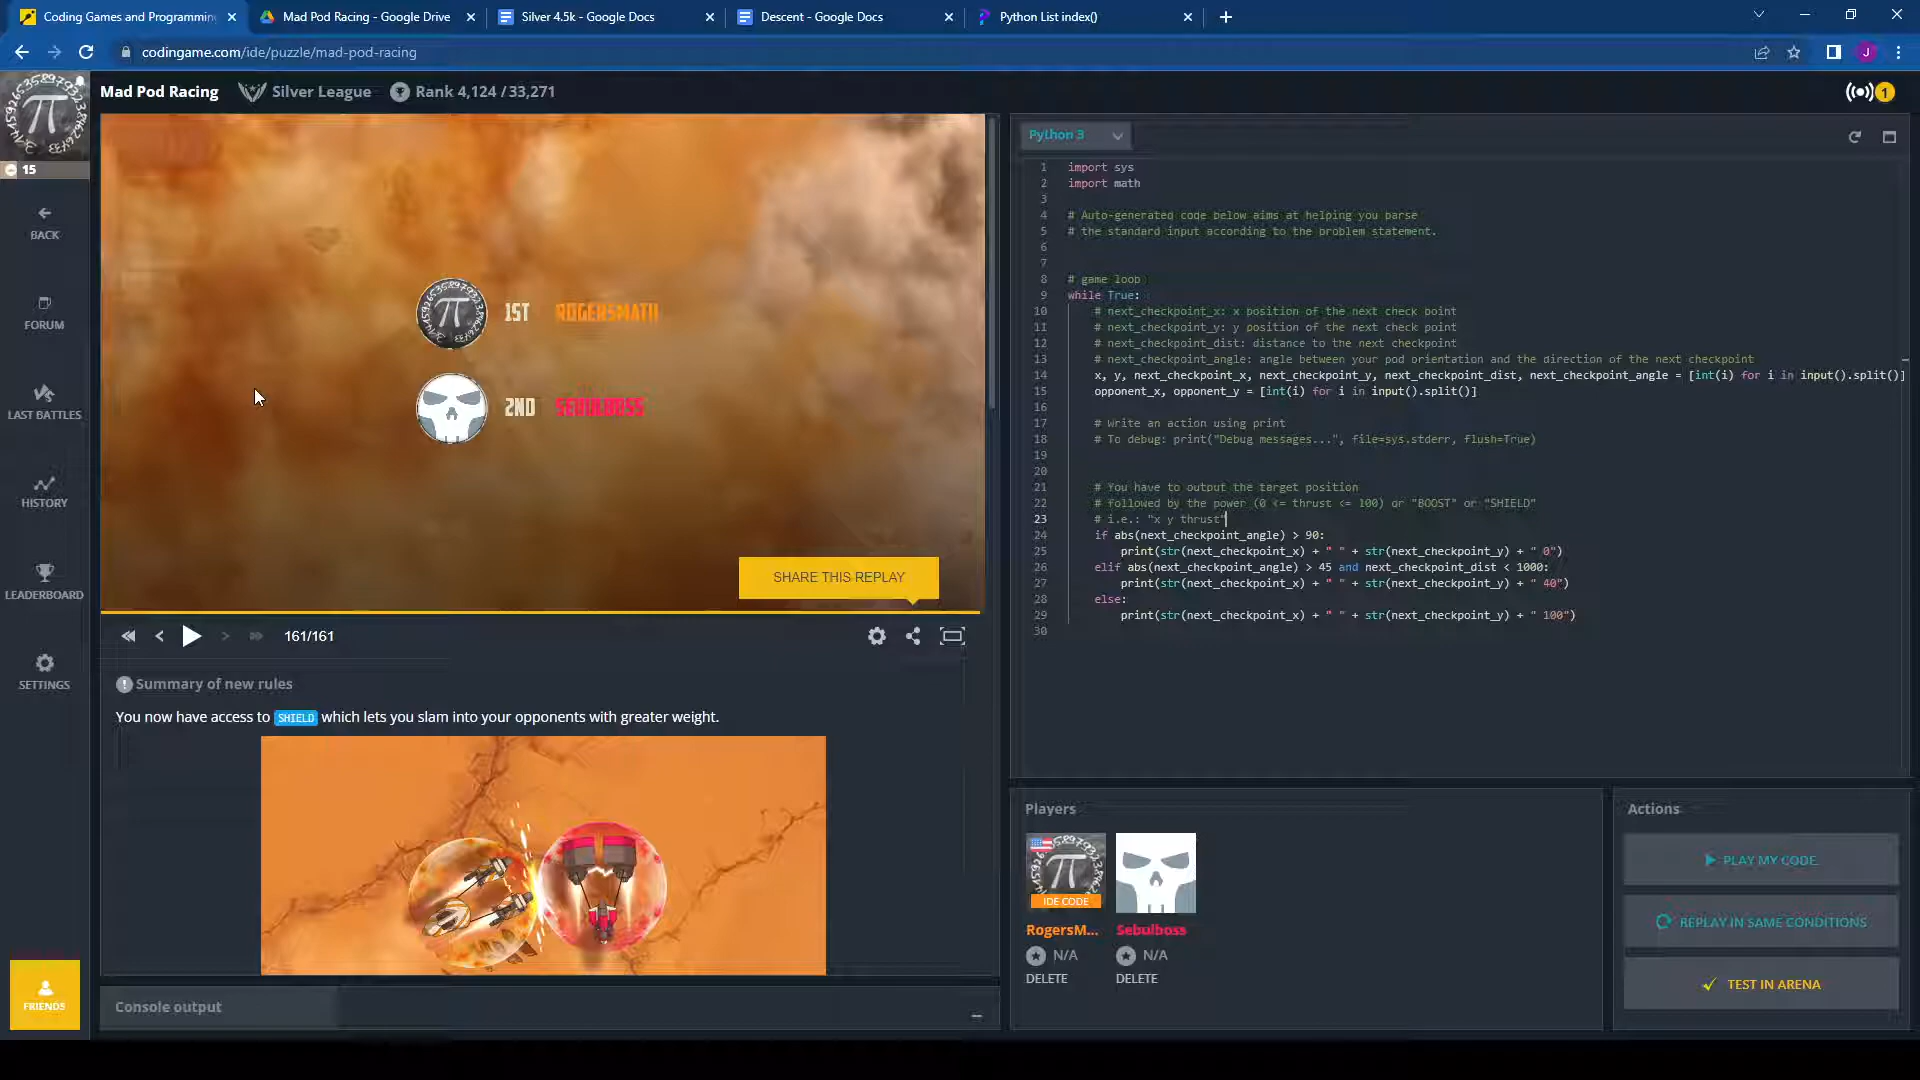 Coding Games and Programmin
Mad Pod Racing - Google Drive
Silver 4.5k - Google Docs
Descent - Google Docs
Python List index()
codingame.com/ide/puzzle/mad-pod-racing
J
Mad Pod Racing
Silver League
Rank 4,124 / 33,271
1
15
BACK
FORUM
LAST BATTLES
HISTORY
LEADERBOARD
SETTINGS
FRIENDS
1ST ROGERSMATH
2ND SEBULBOSS
SHARE THIS REPLAY
161/161
Summary of new rules
You now have access to SHIELD which lets you slam into your opponents with greater weight.
Console output
Python 3
1 import sys
2 import math
3
4 # Auto-generated code below aims at helping you parse
5 # the standard input according to the problem statement.
6
7
8 # game loop
9 while True:
10 # next_checkpoint_x: x position of the next check point
11 # next_checkpoint_y: y position of the next check point
12 # next_checkpoint_dist: distance to the next checkpoint
13 # next_checkpoint_angle: angle between your pod orientation and the direction of the next checkpoint
14 x, y, next_checkpoint_x, next_checkpoint_y, next_checkpoint_dist, next_checkpoint_angle = [int(i) for i in input().split()]
15 opponent_x, opponent_y = [int(i) for i in input().split()]
16
17 # Write an action using print
18 # To debug: print("Debug messages...", file=sys.stderr, flush=True)
19
20
21 # You have to output the target position
22 # followed by the power (0 <= thrust <= 100) or "BOOST" or "SHIELD"
23 # i.e.: "x y thrust"
24 if abs(next_checkpoint_angle) > 90:
25 print(str(next_checkpoint_x) + " " + str(next_checkpoint_y) + " 0")
26 elif abs(next_checkpoint_angle) > 45 and next_checkpoint_dist < 1000:
27 print(str(next_checkpoint_x) + " " + str(next_checkpoint_y) + " 40")
28 else:
29 print(str(next_checkpoint_x) + " " + str(next_checkpoint_y) + " 100")
30
Players
IDE CODE
RogersM...
N/A
DELETE
Sebulboss
N/A
DELETE
Actions
PLAY MY CODE
REPLAY IN SAME CONDITIONS
TEST IN ARENA